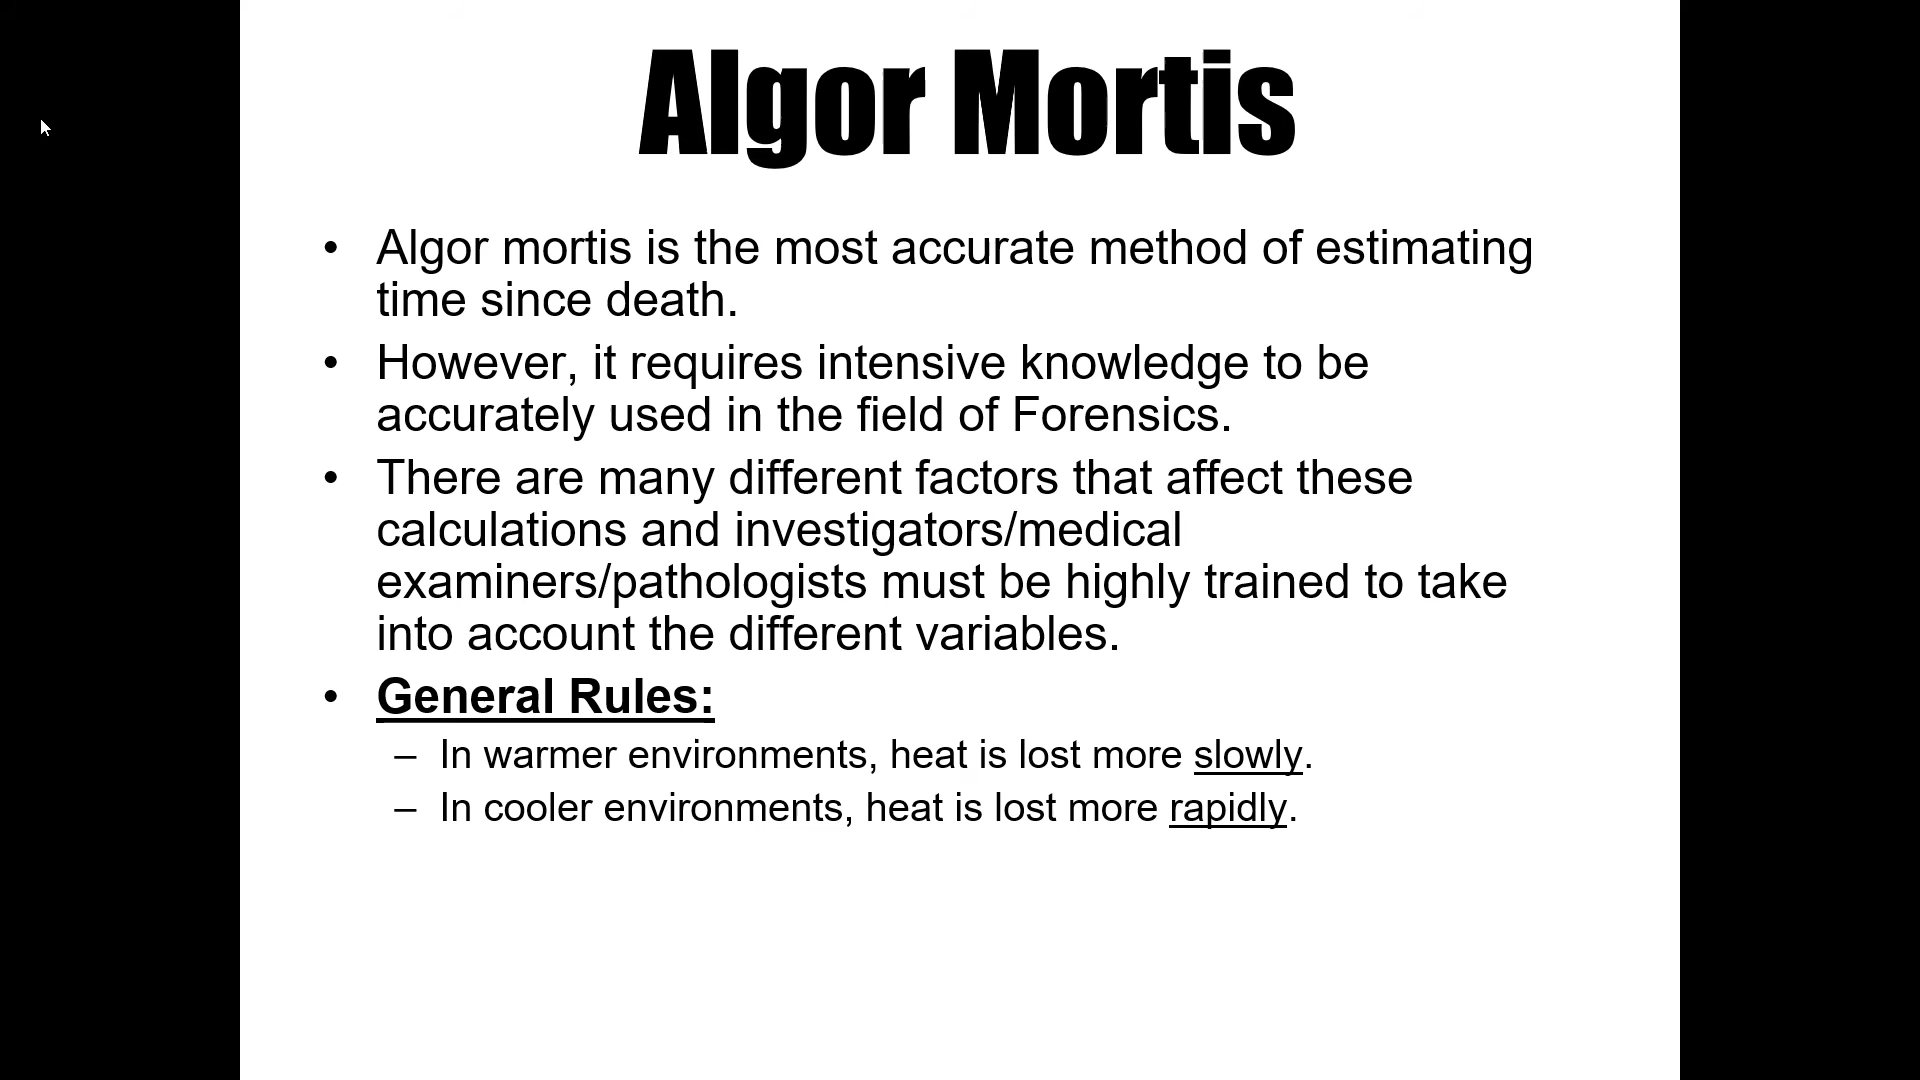 Algor Mortis
• Algor mortis is the most accurate method of estimating
time since death.
• However, it requires intensive knowledge to be
accurately used in the field of Forensics.
• There are many different factors that affect these
calculations and investigators/medical
examiners/pathologists must be highly trained to take
into account the different variables.
• General Rules:
– In warmer environments, heat is lost more slowly.
– In cooler environments, heat is lost more rapidly.